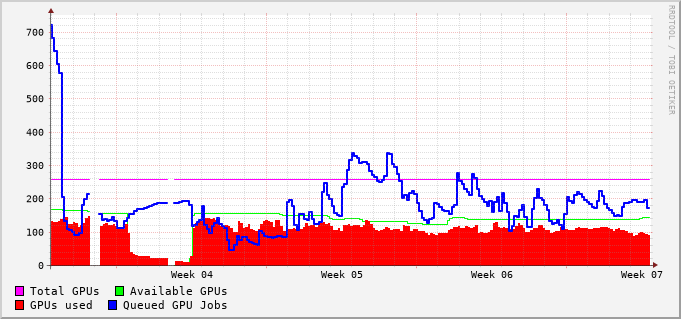 RRDTOOL / TOBI OETIKER
700
600
500
400
300
200
100
0
Week 04 Week 05 Week 06 Week 07
Total GPUs Available GPUs
GPUs used Queued GPU Jobs